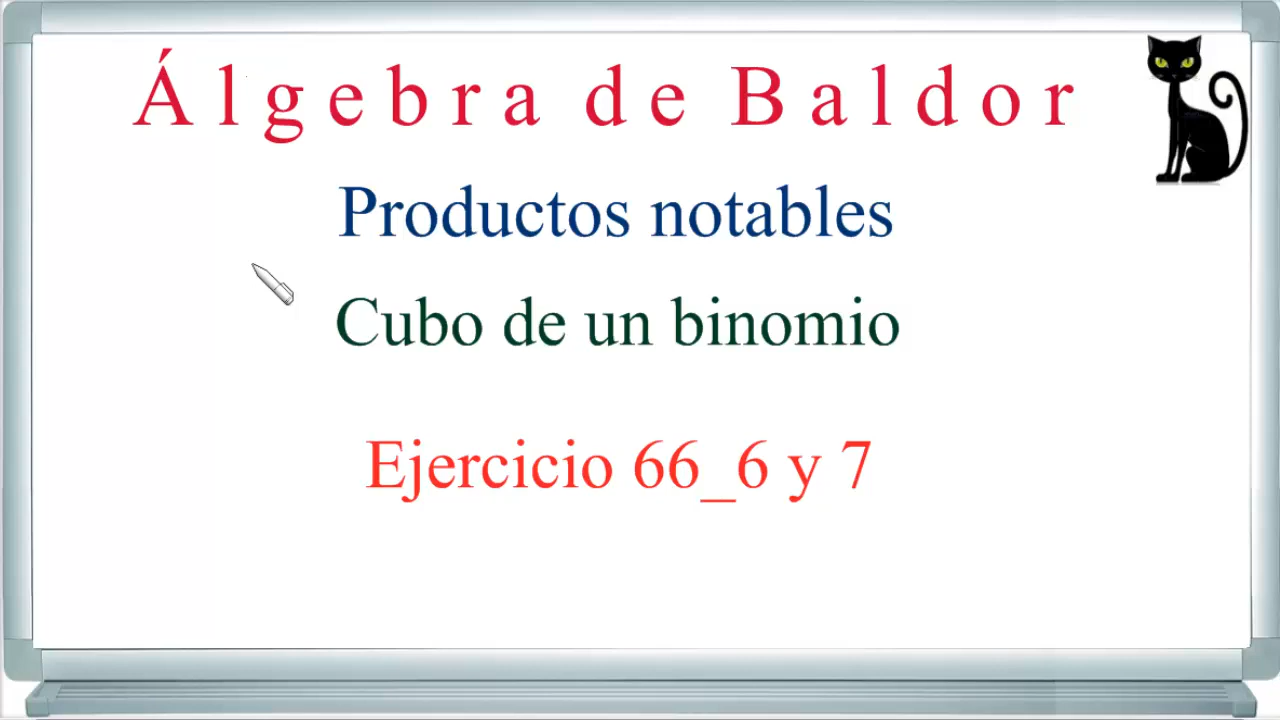 Álgebra de Baldor
Productos notables
Cubo de un binomio
Ejercicio 66_6 y 7